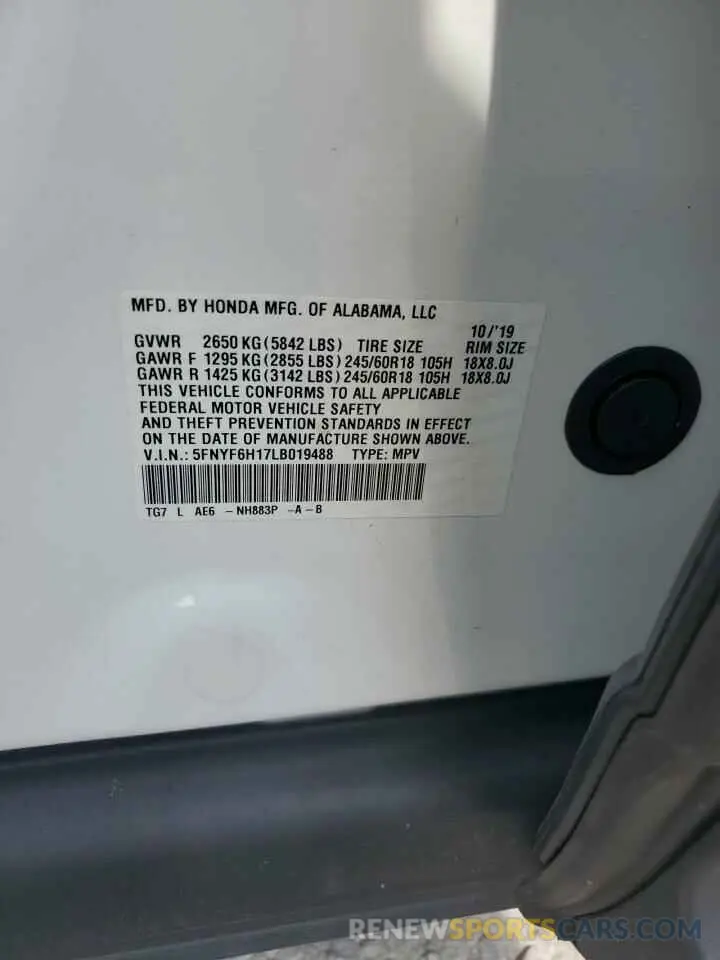 MFD. BY HONDA MFG. OF ALABAMA, LLC
10/'19
GVWR 2650 KG(5842 LBS) TIRE SIZE RIM SIZE
GAWR F 1295 KG(2855 LBS)245/60R18 105H 18X8.0J
GAWR R 1425 KG(3142 LBS)245/60R18 105H 18X8.0J
THIS VEHICLE CONFORMS TO ALL APPLICABLE
FEDERAL MOTOR VEHICLE SAFETY
AND THEFT PREVENTION STANDARDS IN EFFECT
ON THE DATE OF MANUFACTURE SHOWN ABOVE.
V.I.N.: 5FNYF6H17LB019488 TYPE: MPV
TG7 L AE6 - NH883P -A-B
RENEWSPORTSCARS.COM